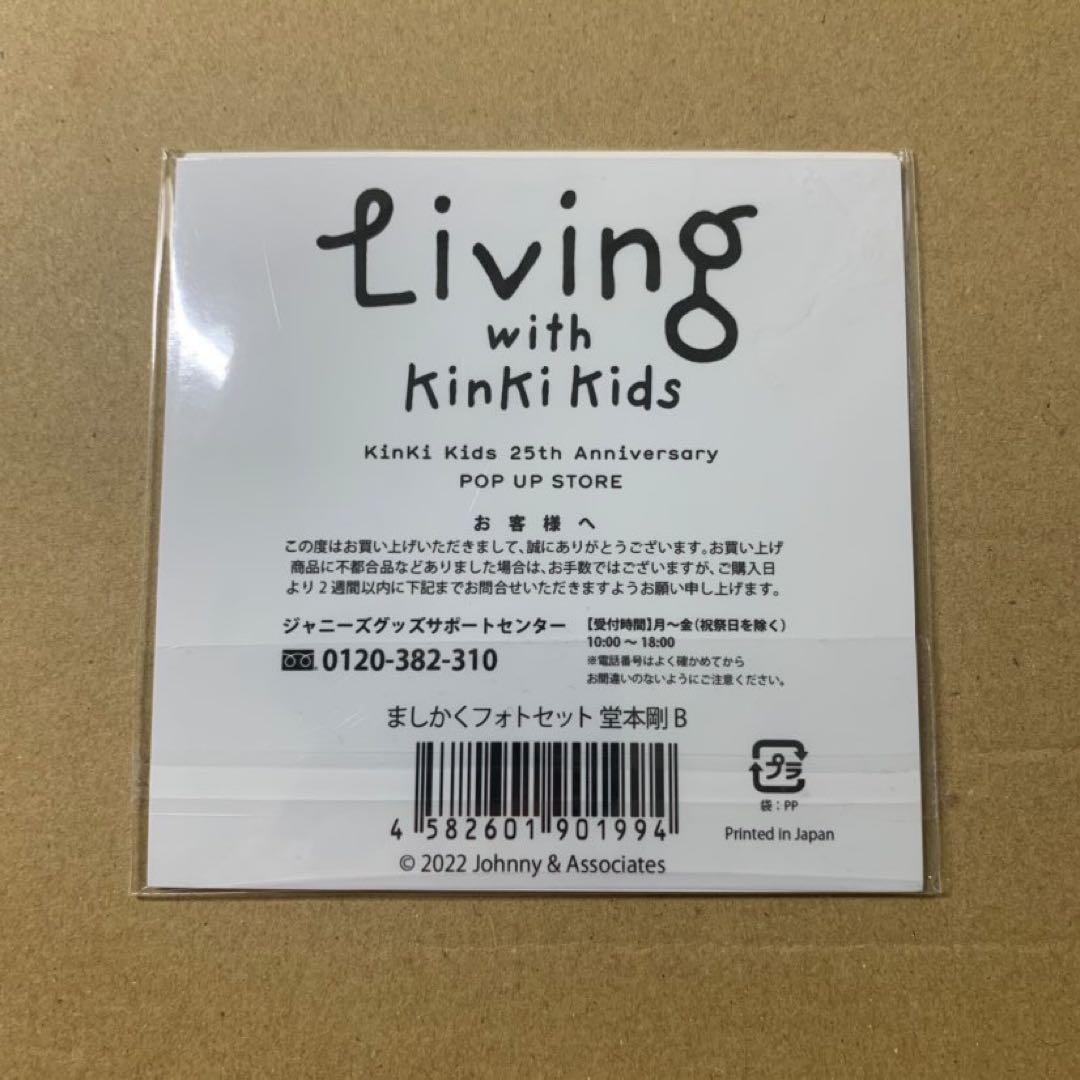 Living
with
KinKi Kids
KinKi Kids 25th Anniversary
POP UP STORE
お客様へ
この度はお買い上げいただきまして、誠にありがとうございます。お買い上げ
商品に不都合品などありました場合は、お手数ではございますが、ご購入日
より2週間以内に下記までお問合せいただきますようお願い申し上げます。
ジャニーズグッズサポートセンター
0120-382-310
【受付時間】月〜金(祝祭日を除く)
10:00 〜 18:00
※電話番号はよく確かめてから
お間違いのないようにご注意ください。
ましかくフォトセット 堂本剛 B
4 582601 901994
プラ
袋:PP
Printed in Japan
© 2022 Johnny & Associates